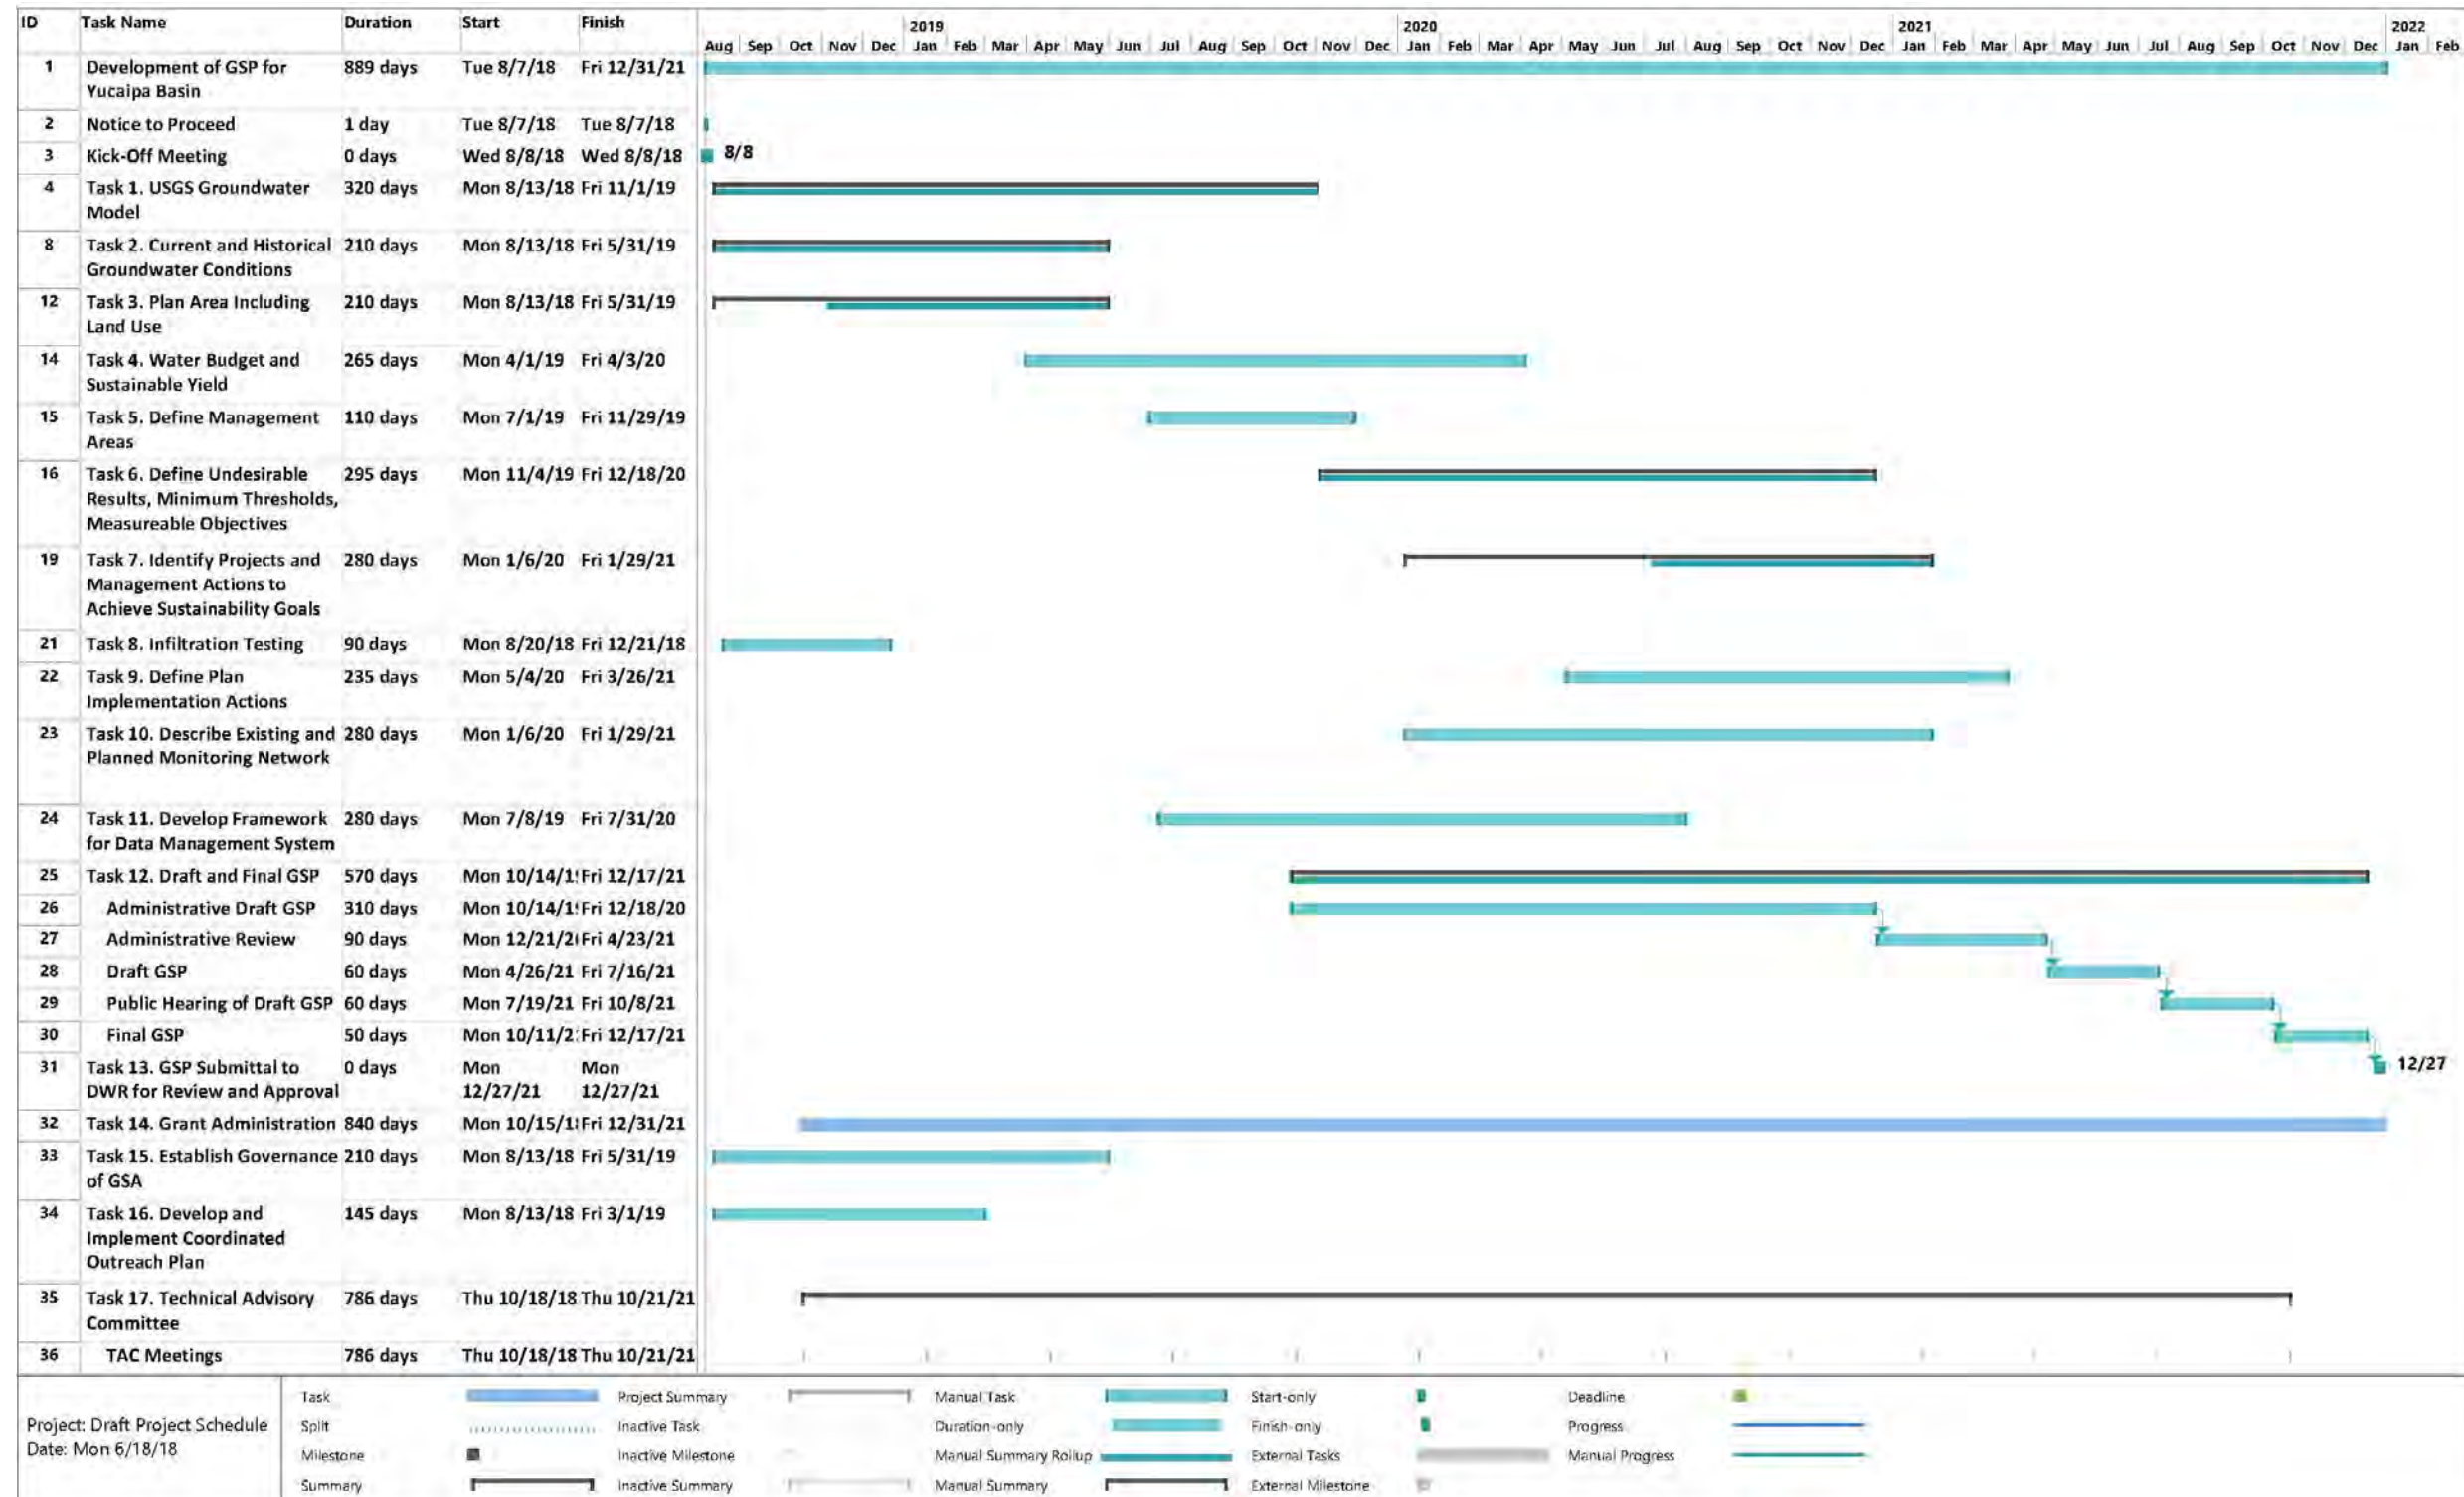 ID Task Name Duration Start Finish 2019 2020 2021 2022
Aug Sep Oct Nov Dec Jan Feb Mar Apr May Jun Jul Aug Sep Oct Nov Dec Jan Feb Mar Apr May Jun Jul Aug Sep Oct Nov Dec Jan Feb Mar Apr May Jun Jul Aug Sep Oct Nov Dec Jan Feb
1 Development of GSP for 889 days Tue 8/7/18 Fri 12/31/21
Yucaipa Basin
2 Notice to Proceed 1 day Tue 8/7/18 Tue 8/7/18
3 Kick-Off Meeting 0 days Wed 8/8/18 Wed 8/8/18 8/8
4 Task 1. USGS Groundwater 320 days Mon 8/13/18 Fri 11/1/19
Model
8 Task 2. Current and Historical 210 days Mon 8/13/18 Fri 5/31/19
Groundwater Conditions
12 Task 3. Plan Area Including 210 days Mon 8/13/18 Fri 5/31/19
Land Use
14 Task 4. Water Budget and 265 days Mon 4/1/19 Fri 4/3/20
Sustainable Yield
15 Task 5. Define Management 110 days Mon 7/1/19 Fri 11/29/19
Areas
16 Task 6. Define Undesirable 295 days Mon 11/4/19 Fri 12/18/20
Results, Minimum Thresholds,
Measureable Objectives
19 Task 7. Identify Projects and 280 days Mon 1/6/20 Fri 1/29/21
Management Actions to
Achieve Sustainability Goals
21 Task 8. Infiltration Testing 90 days Mon 8/20/18 Fri 12/21/18
22 Task 9. Define Plan 235 days Mon 5/4/20 Fri 3/26/21
Implementation Actions
23 Task 10. Describe Existing and 280 days Mon 1/6/20 Fri 1/29/21
Planned Monitoring Network
24 Task 11. Develop Framework 280 days Mon 7/8/19 Fri 7/31/20
for Data Management System
25 Task 12. Draft and Final GSP 570 days Mon 10/14/1 Fri 12/17/21
26 Administrative Draft GSP 310 days Mon 10/14/1 Fri 12/18/20
27 Administrative Review 90 days Mon 12/21/2 Fri 4/23/21
28 Draft GSP 60 days Mon 4/26/21 Fri 7/16/21
29 Public Hearing of Draft GSP 60 days Mon 7/19/21 Fri 10/8/21
30 Final GSP 50 days Mon 10/11/2 Fri 12/17/21
31 Task 13. GSP Submittal to 0 days Mon Mon 12/27
DWR for Review and Approval 12/27/21 12/27/21
32 Task 14. Grant Administration 840 days Mon 10/15/1 Fri 12/31/21
33 Task 15. Establish Governance 210 days Mon 8/13/18 Fri 5/31/19
of GSA
34 Task 16. Develop and 145 days Mon 8/13/18 Fri 3/1/19
Implement Coordinated
Outreach Plan
35 Task 17. Technical Advisory 786 days Thu 10/18/18 Thu 10/21/21
Committee
36 TAC Meetings 786 days Thu 10/18/18 Thu 10/21/21
Project: Draft Project Schedule
Date: Mon 6/18/18
Task Project Summary Manual Task Start-only Deadline
Split Inactive Task Duration-only Finish-only Progress
Milestone Inactive Milestone Manual Summary Rollup External Tasks Manual Progress
Summary Inactive Summary Manual Summary External Milestone